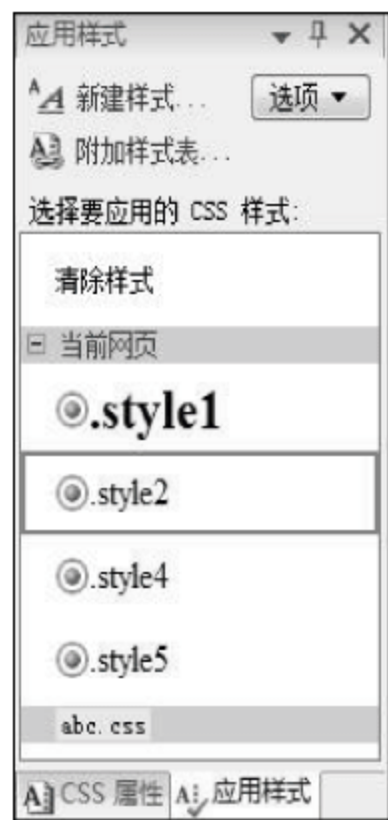 应用样式
新建样式...
选项
附加样式表...
选择要应用的 CSS 样式:
清除样式
当前网页
.style1
.style2
.style4
.style5
abc.css
CSS 属性 应用样式